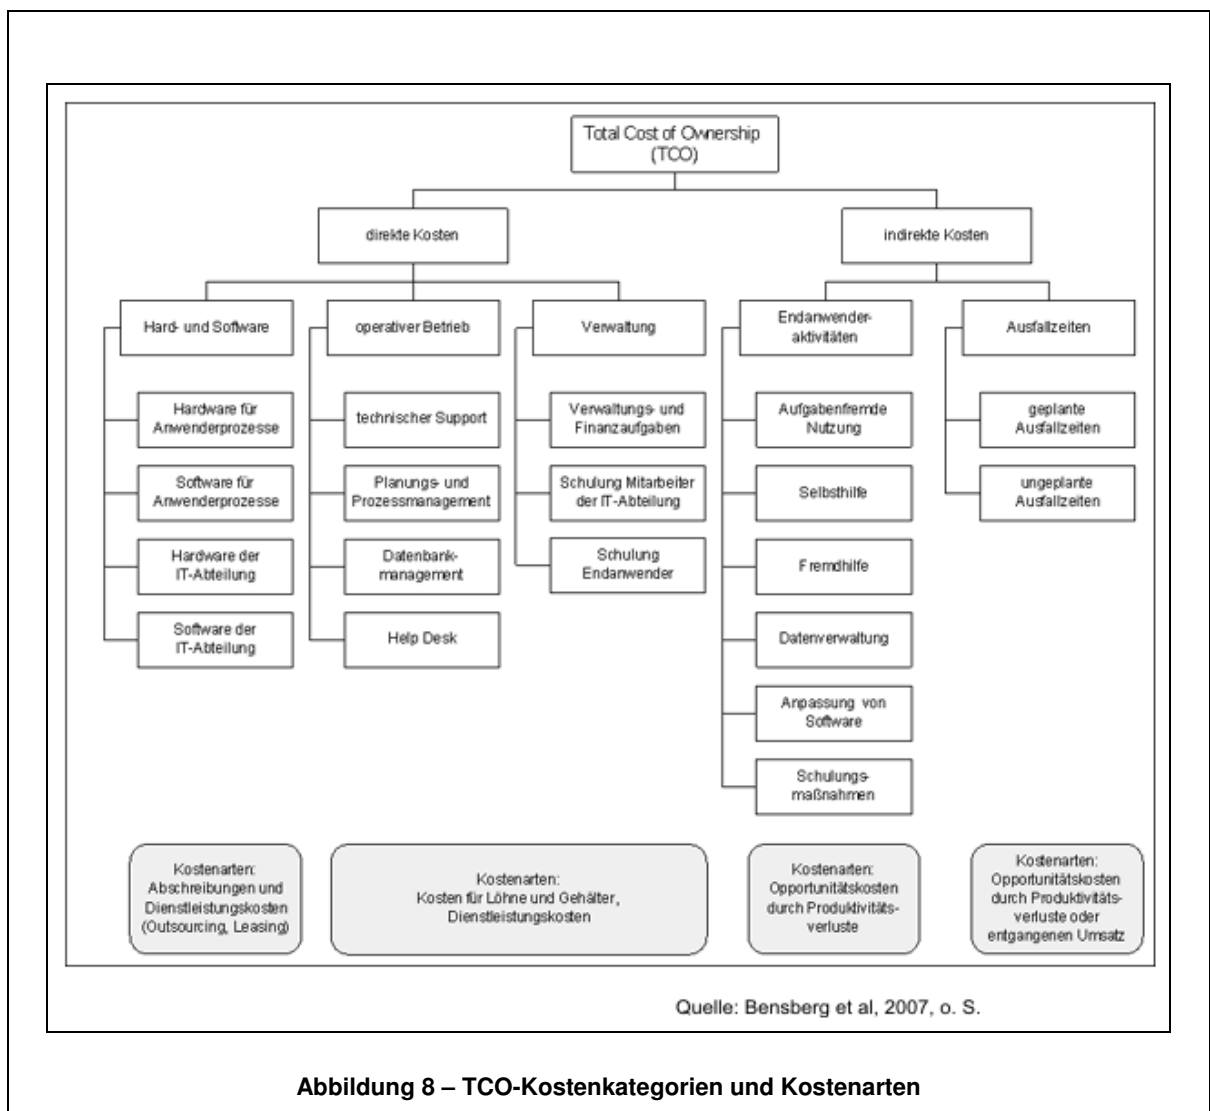 Total Cost of Ownership
(TCO)
direkte Kosten
indirekte Kosten
Hard- und Software
operativer Betrieb
Verwaltung
Endanwender-
aktivitäten
Ausfallzeiten
Hardware für
Anwenderprozesse
Software für
Anwenderprozesse
Hardware der
IT-Abteilung
Software der
IT-Abteilung
technischer Support
Planungs- und
Prozessmanagement
Datenbank-
management
Help Desk
Verwaltungs- und
Finanzaufgaben
Schulung Mitarbeiter
der IT-Abteilung
Schulung
Endanwender
Aufgabenfremde
Nutzung
Selbsthilfe
Fremdhilfe
Datenverwaltung
Anpassung von
Software
Schulungs-
maßnahmen
geplante
Ausfallzeiten
ungeplante
Ausfallzeiten
Kostenarten:
Abschreibungen und
Dienstleistungskosten
(Outsourcing, Leasing)
Kostenarten:
Kosten für Löhne und Gehälter,
Dienstleistungskosten
Kostenarten:
Opportunitätskosten
durch Produktivitäts-
verluste
Kostenarten:
Opportunitätskosten
durch Produktivitäts-
verluste oder
entgangenen Umsatz
Quelle: Bensberg et al, 2007, o. S.
Abbildung 8 – TCO-Kostenkategorien und Kostenarten